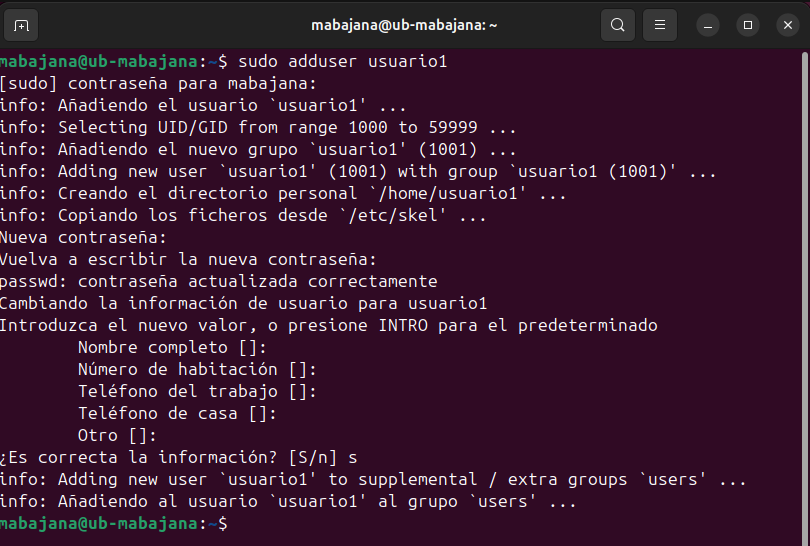 mabajana@ub-mabajana: ~
mabajana@ub-mabajana:~$ sudo adduser usuario1
[sudo] contraseña para mabajana:
info: Añadiendo el usuario `usuario1' ...
info: Selecting UID/GID from range 1000 to 59999 ...
info: Añadiendo el nuevo grupo `usuario1' (1001) ...
info: Adding new user `usuario1' (1001) with group `usuario1 (1001)' ...
info: Creando el directorio personal `/home/usuario1' ...
info: Copiando los ficheros desde `/etc/skel' ...
Nueva contraseña:
Vuelva a escribir la nueva contraseña:
passwd: contraseña actualizada correctamente
Cambiando la información de usuario para usuario1
Introduzca el nuevo valor, o presione INTRO para el predeterminado
        Nombre completo []:
        Número de habitación []:
        Teléfono del trabajo []:
        Teléfono de casa []:
        Otro []:
¿Es correcta la información? [S/n] s
info: Adding new user `usuario1' to supplemental / extra groups `users' ...
info: Añadiendo al usuario `usuario1' al grupo `users' ...
mabajana@ub-mabajana:~$